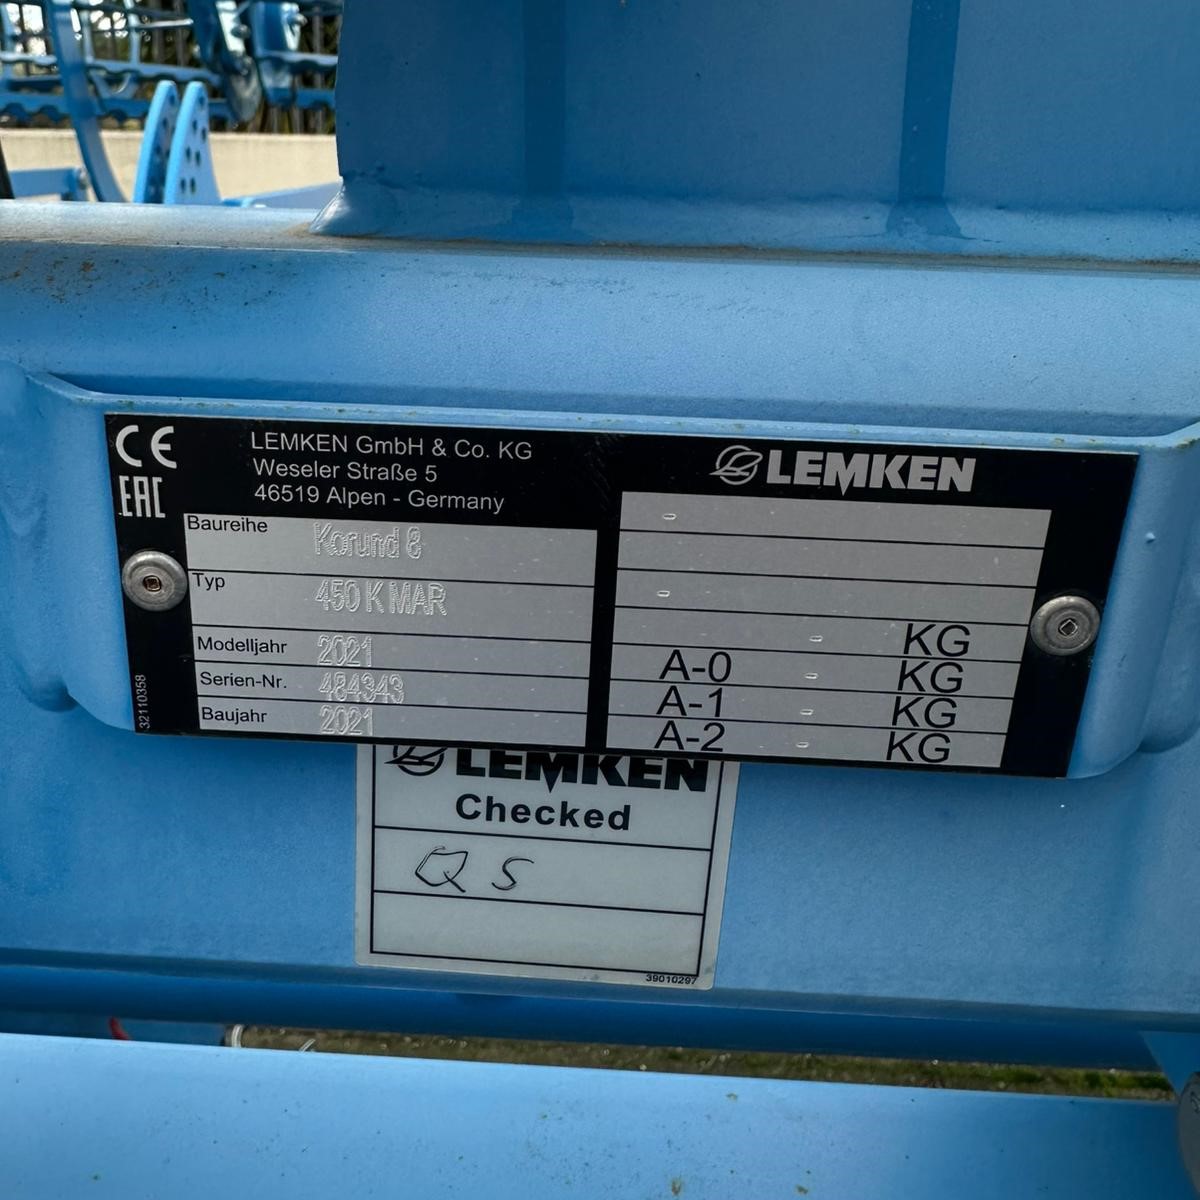 CE
EAC
LEMKEN GmbH & Co. KG
Weseler Straße 5
46519 Alpen - Germany
Baureihe Korund 8
Typ 450 K MAR
Modelljahr 2021
Serien-Nr. 484343
Baujahr 2021
32110358
LEMKEN
-
-
- KG
A-0 - KG
A-1 - KG
A-2 - KG
LEMKEN
Checked
QS
39010297